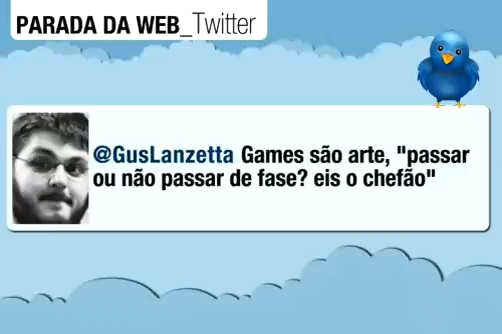 PARADA DA WEB_Twitter
@GusLanzetta Games são arte, "passar
ou não passar de fase? eis o chefão"